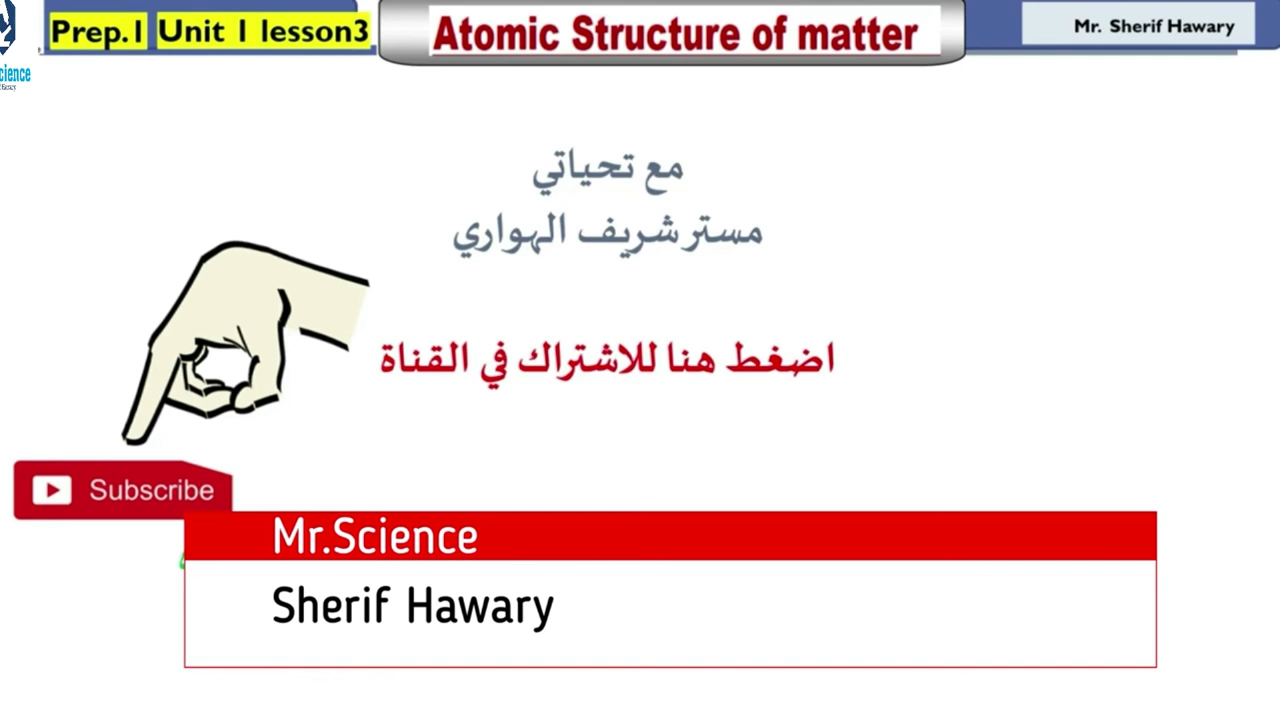 Prep.1 Unit 1 lesson3
Atomic Structure of matter
Mr. Sherif Hawary
cience
مع تحياتي
مستر شريف الهواري
اضغط هنا للاشتراك في القناة
Subscribe
Mr.Science
Sherif Hawary